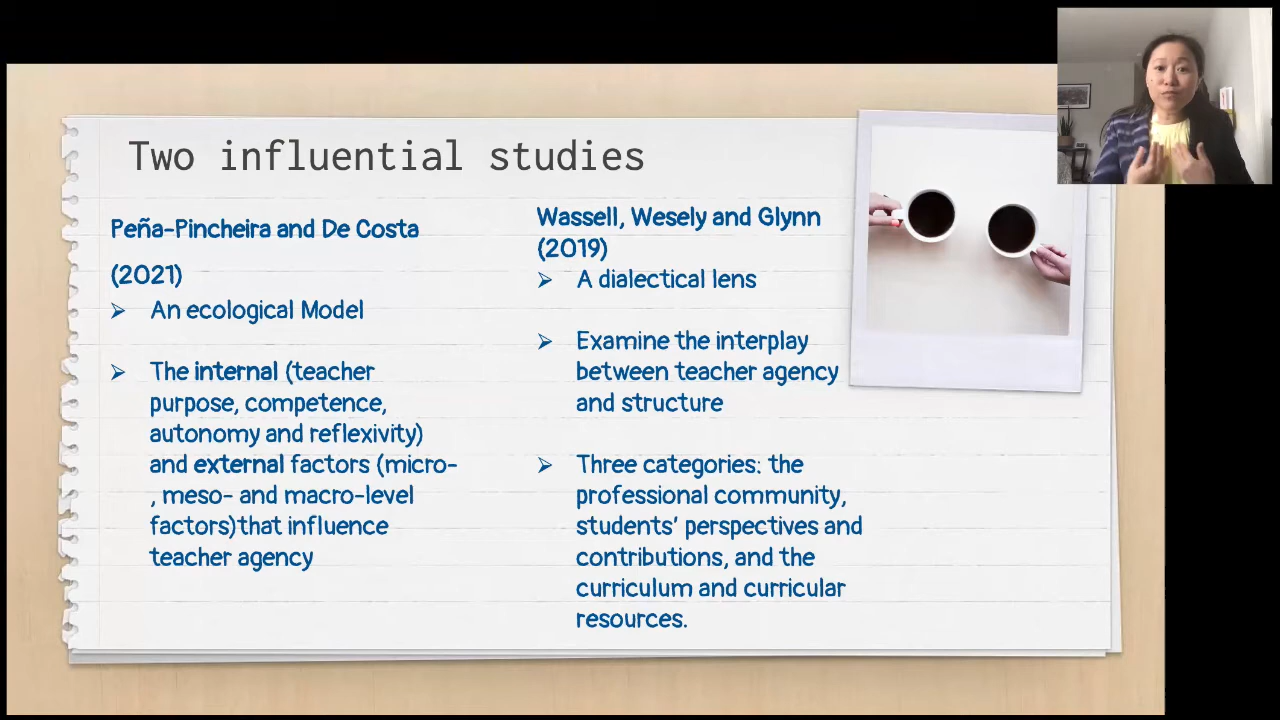 Two influential studies
Peña-Pincheira and De Costa
(2021)
➢ An ecological Model
➢ The internal (teacher
purpose, competence,
autonomy and reflexivity)
and external factors (micro-
, meso- and macro-level
factors)that influence
teacher agency
Wassell, Wesely and Glynn
(2019)
➢ A dialectical lens
➢ Examine the interplay
between teacher agency
and structure
➢ Three categories: the
professional community,
students’ perspectives and
contributions, and the
curriculum and curricular
resources.